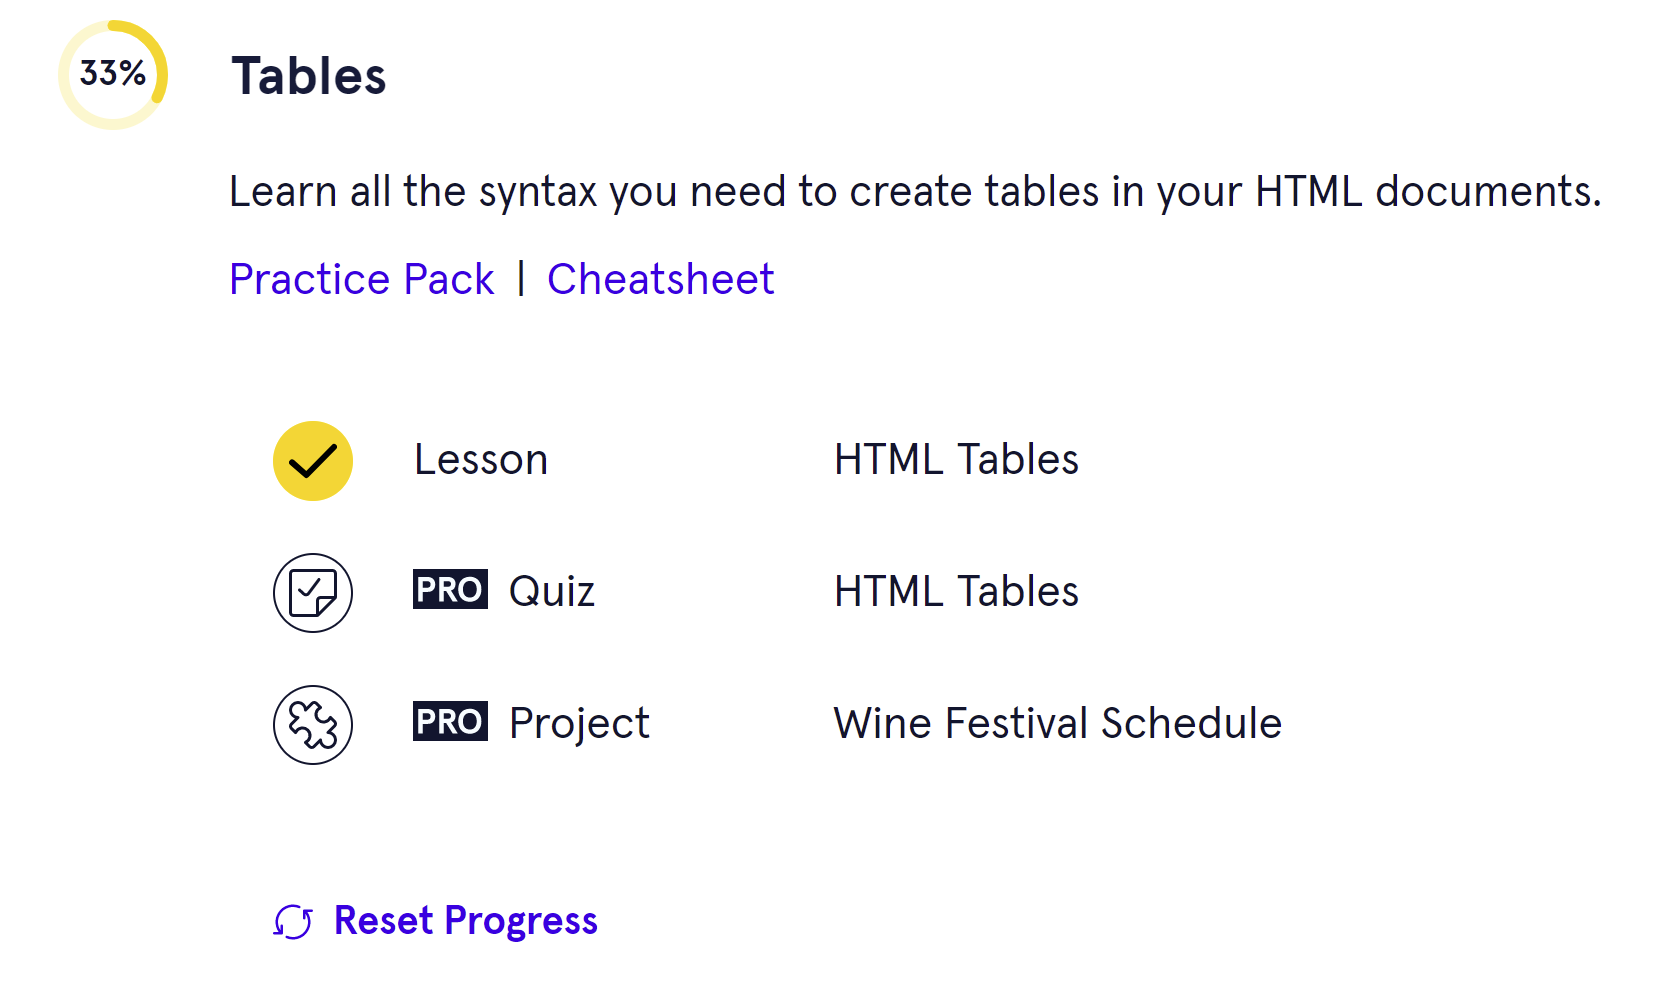 33%
Tables
Learn all the syntax you need to create tables in your HTML documents.
Practice Pack | Cheatsheet
Lesson HTML Tables
PRO Quiz HTML Tables
PRO Project Wine Festival Schedule
Reset Progress